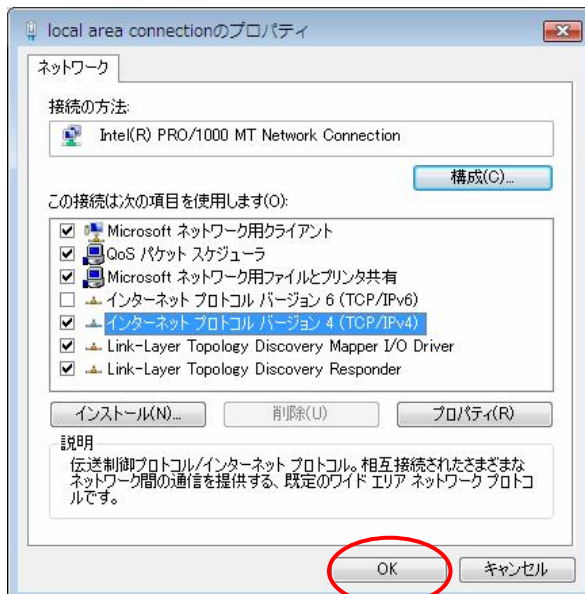 local area connectionのプロパティ
ネットワーク
接続の方法:
Intel(R) PRO/1000 MT Network Connection
構成(C)...
この接続は次の項目を使用します(O):
Microsoft ネットワーク用クライアント
QoS パケット スケジューラ
Microsoft ネットワーク用ファイルとプリンタ共有
インターネット プロトコル バージョン 6 (TCP/IPv6)
インターネット プロトコル バージョン 4 (TCP/IPv4)
Link-Layer Topology Discovery Mapper I/O Driver
Link-Layer Topology Discovery Responder
インストール(N)... 削除(U) プロパティ(R)
説明
伝送制御プロトコル/インターネット プロトコル。相互接続されたさまざまな
ネットワーク間の通信を提供する、既定のワイド エリア ネットワーク プロトコ
ルです。
OK キャンセル